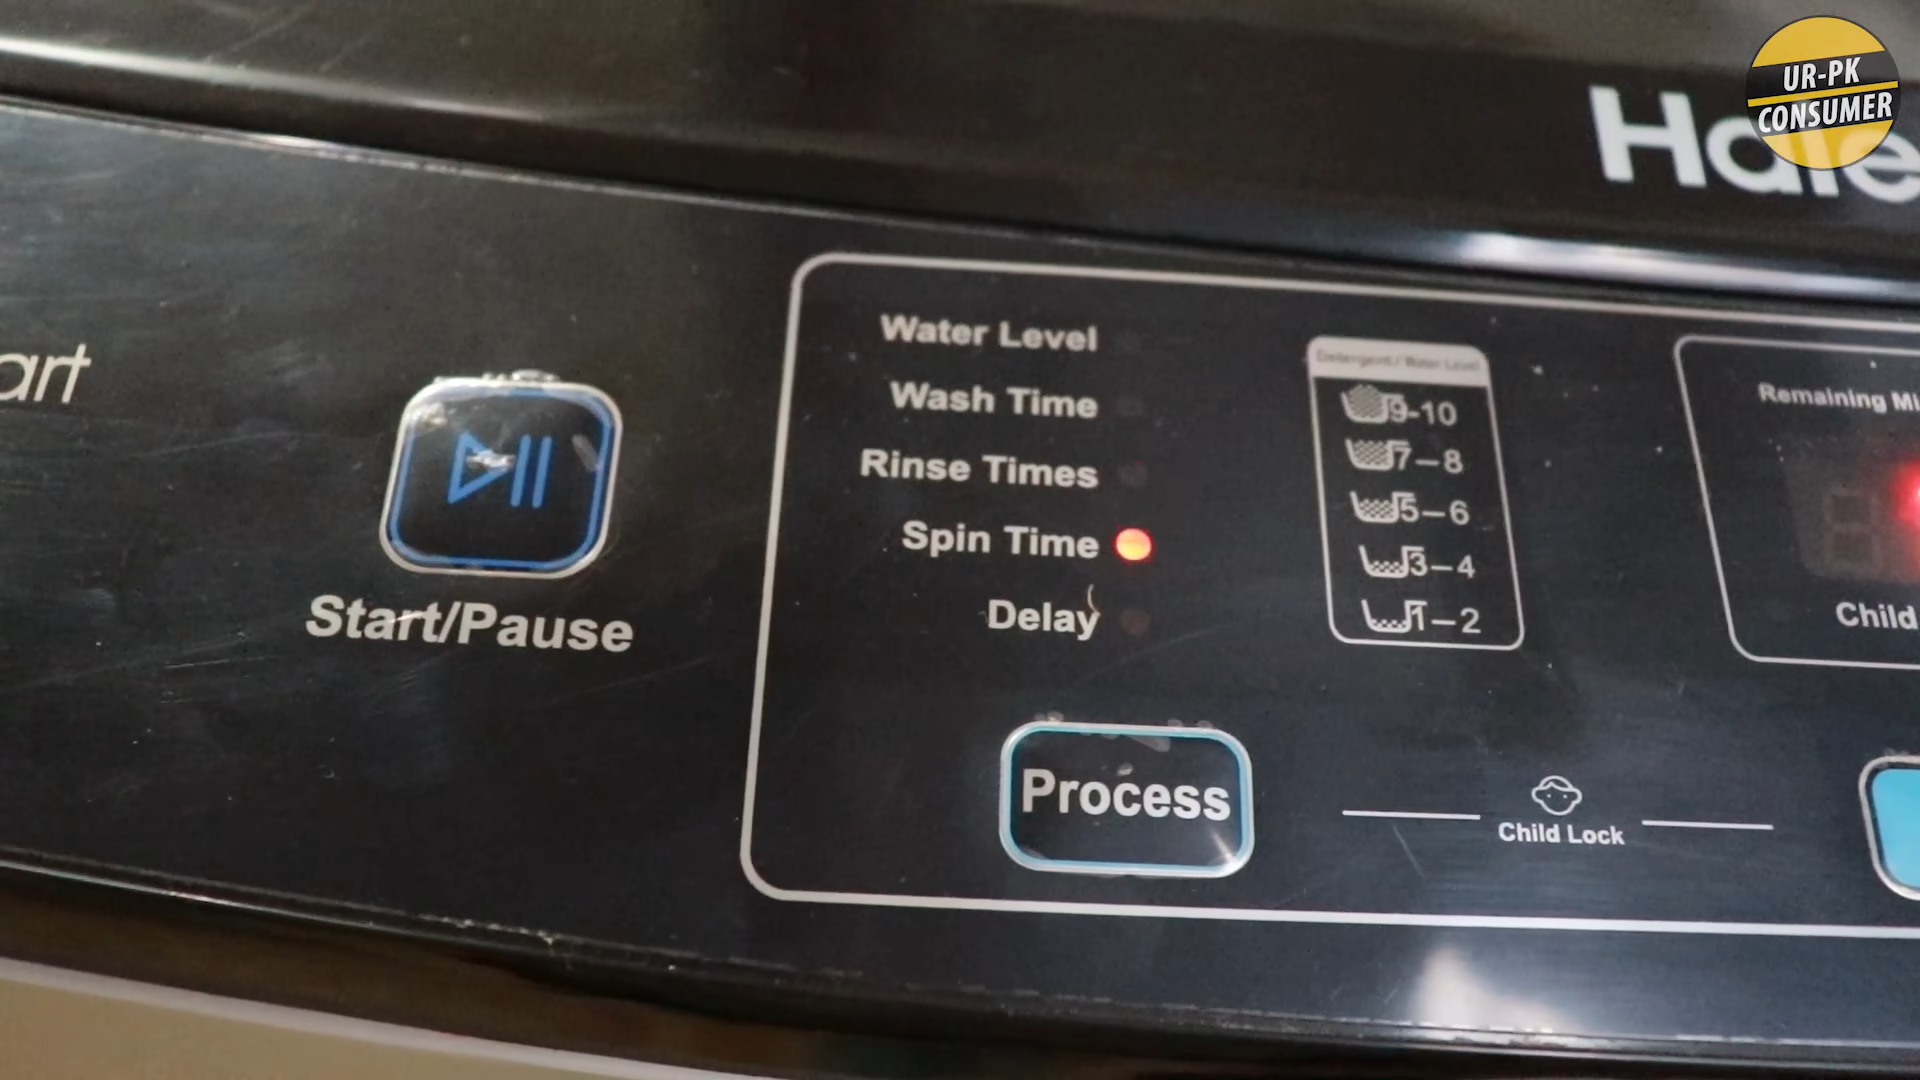 UR-PK
CONSUMER
Haie
art
Start/Pause
Water Level
Wash Time
Rinse Times
Spin Time
Delay
Detergent / Water Level
9-10
7–8
5–6
3–4
1–2
Remaining Mi
Child
Process
Child Lock